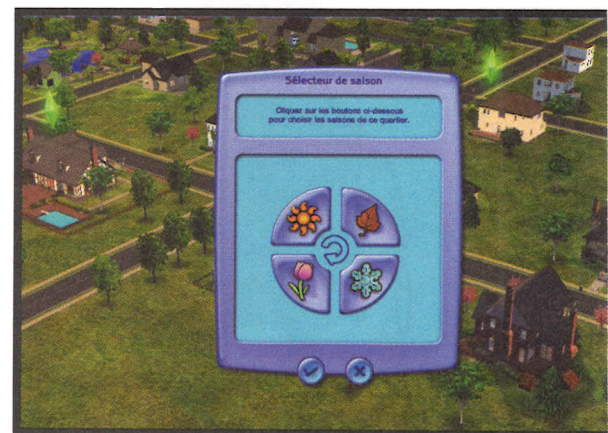 Sélecteur de saison
Cliquez sur les boutons ci-dessous
pour choisir les saisons de ce quartier.